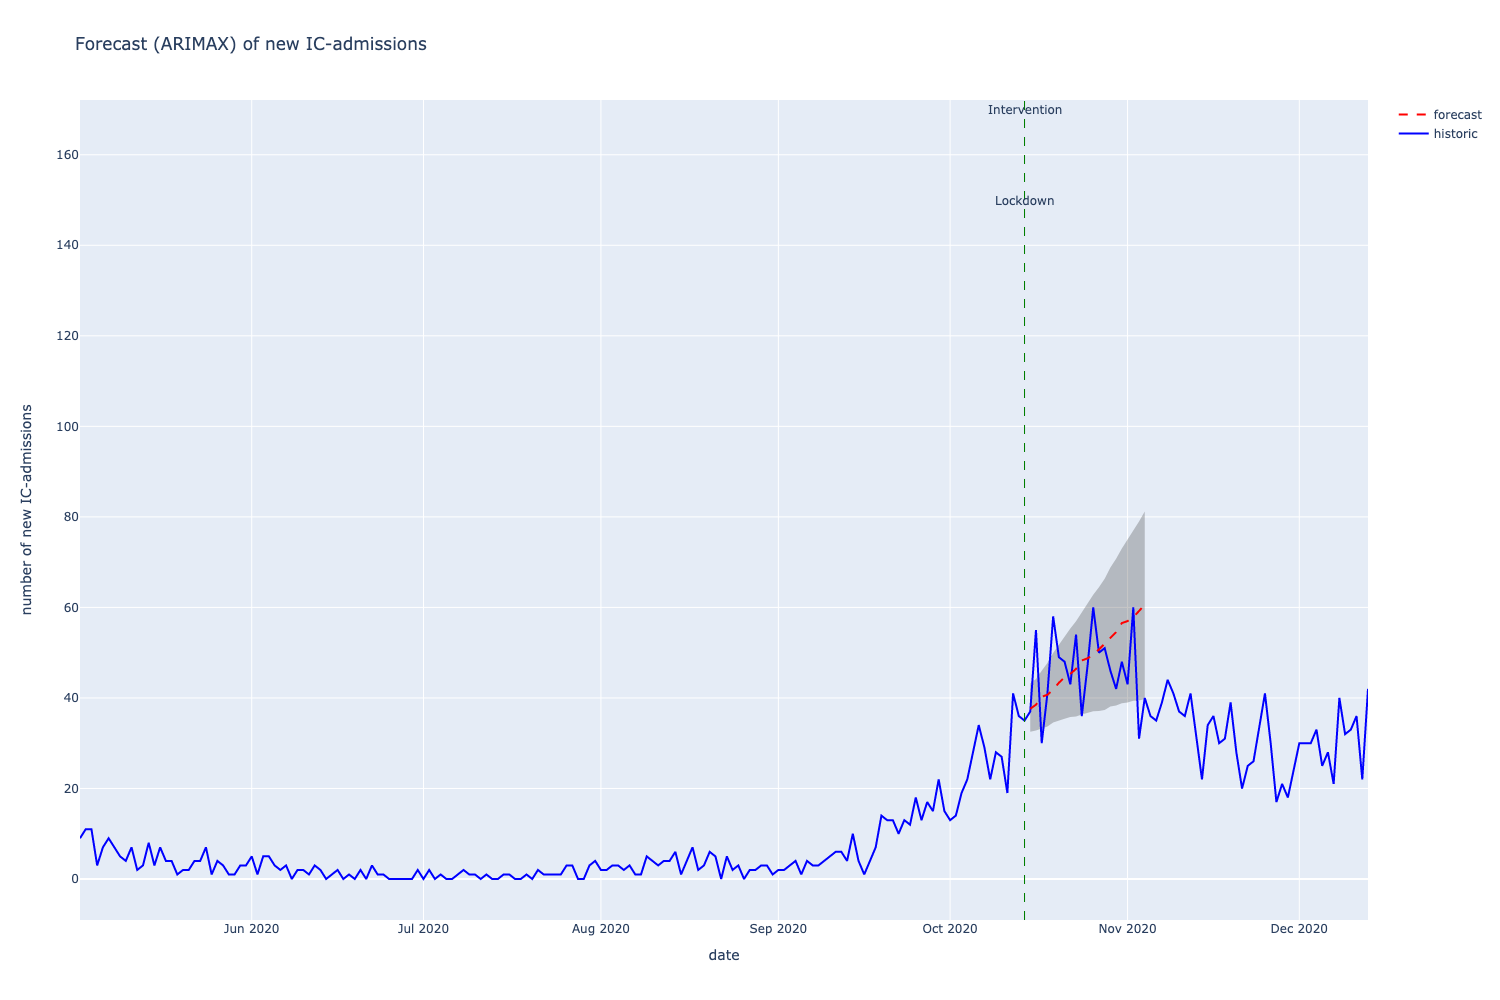 Forecast (ARIMAX) of new IC-admissions
Intervention
Lockdown
forecast
historic
160
140
120
100
80
60
40
20
0
number of new IC-admissions
Jun 2020
Jul 2020
Aug 2020
Sep 2020
Oct 2020
Nov 2020
Dec 2020
date